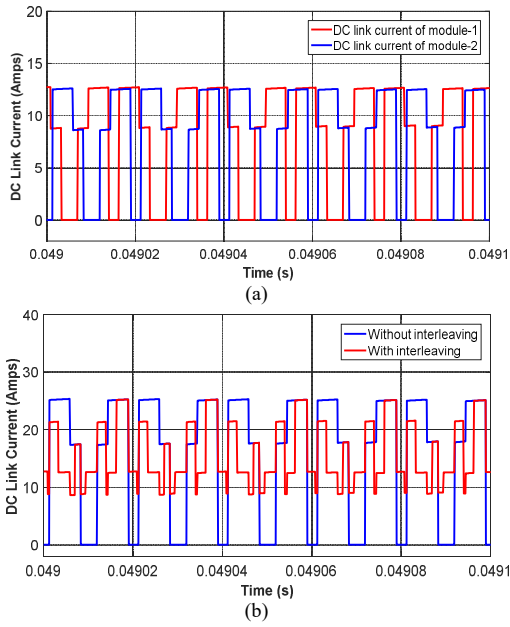 20
15
10
5
0
DC Link Current (Amps)
DC link current of module-1
DC link current of module-2
0.049 0.04902 0.04904 0.04906 0.04908 0.0491
Time (s)
(a)
40
30
20
10
0
DC Link Current (Amps)
Without interleaving
With interleaving
0.049 0.04902 0.04904 0.04906 0.04908 0.0491
Time (s)
(b)